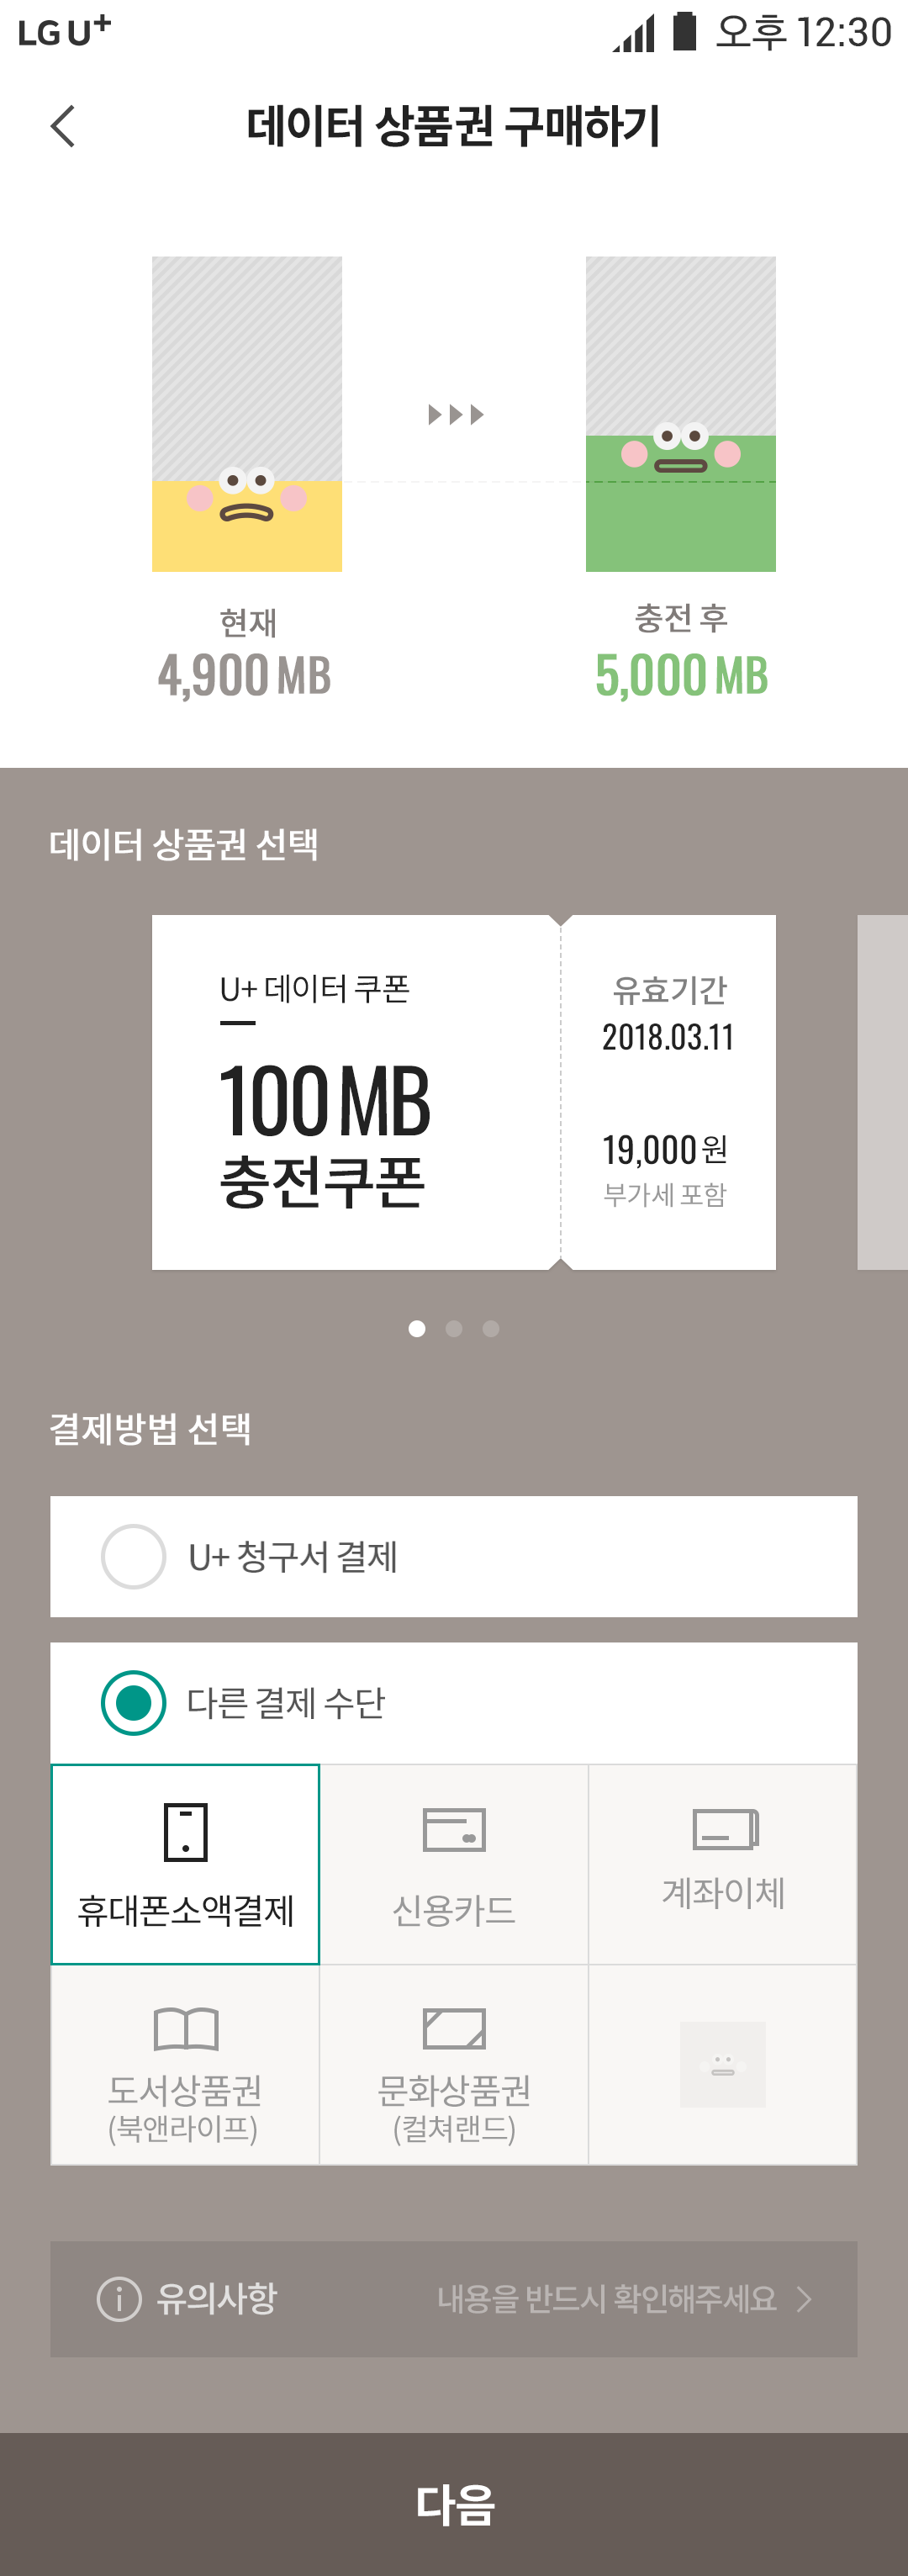 LG U+ 오후 12:30
데이터 상품권 구매하기
현재
4,900 MB
충전 후
5,000 MB
데이터 상품권 선택
U+ 데이터 쿠폰
100 MB
충전쿠폰
유효기간
2018.03.11
19,000 원
부가세 포함
결제방법 선택
U+ 청구서 결제
다른 결제 수단
휴대폰소액결제
신용카드
계좌이체
도서상품권
(북앤라이프)
문화상품권
(컬쳐랜드)
유의사항 내용을 반드시 확인해주세요
다음